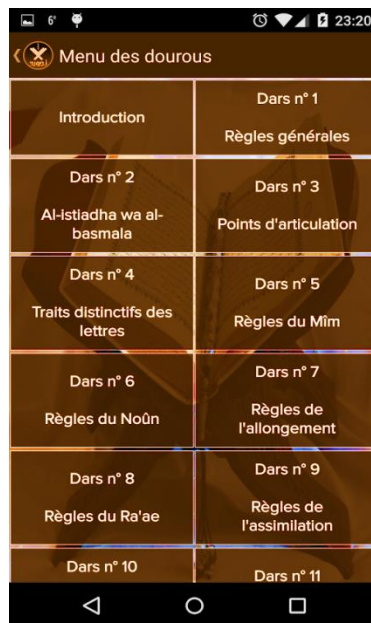 6°
23:20
Menu des dourous
Introduction
Dars n° 1
Règles générales
Dars n° 2
Al-istiadha wa al-
basmala
Dars n° 3
Points d'articulation
Dars n° 4
Traits distinctifs des
lettres
Dars n° 5
Règles du Mîm
Dars n° 6
Règles du Noûn
Dars n° 7
Règles de
l'allongement
Dars n° 8
Règles du Ra'ae
Dars n° 9
Règles de
l'assimilation
Dars n° 10
Dars n° 11